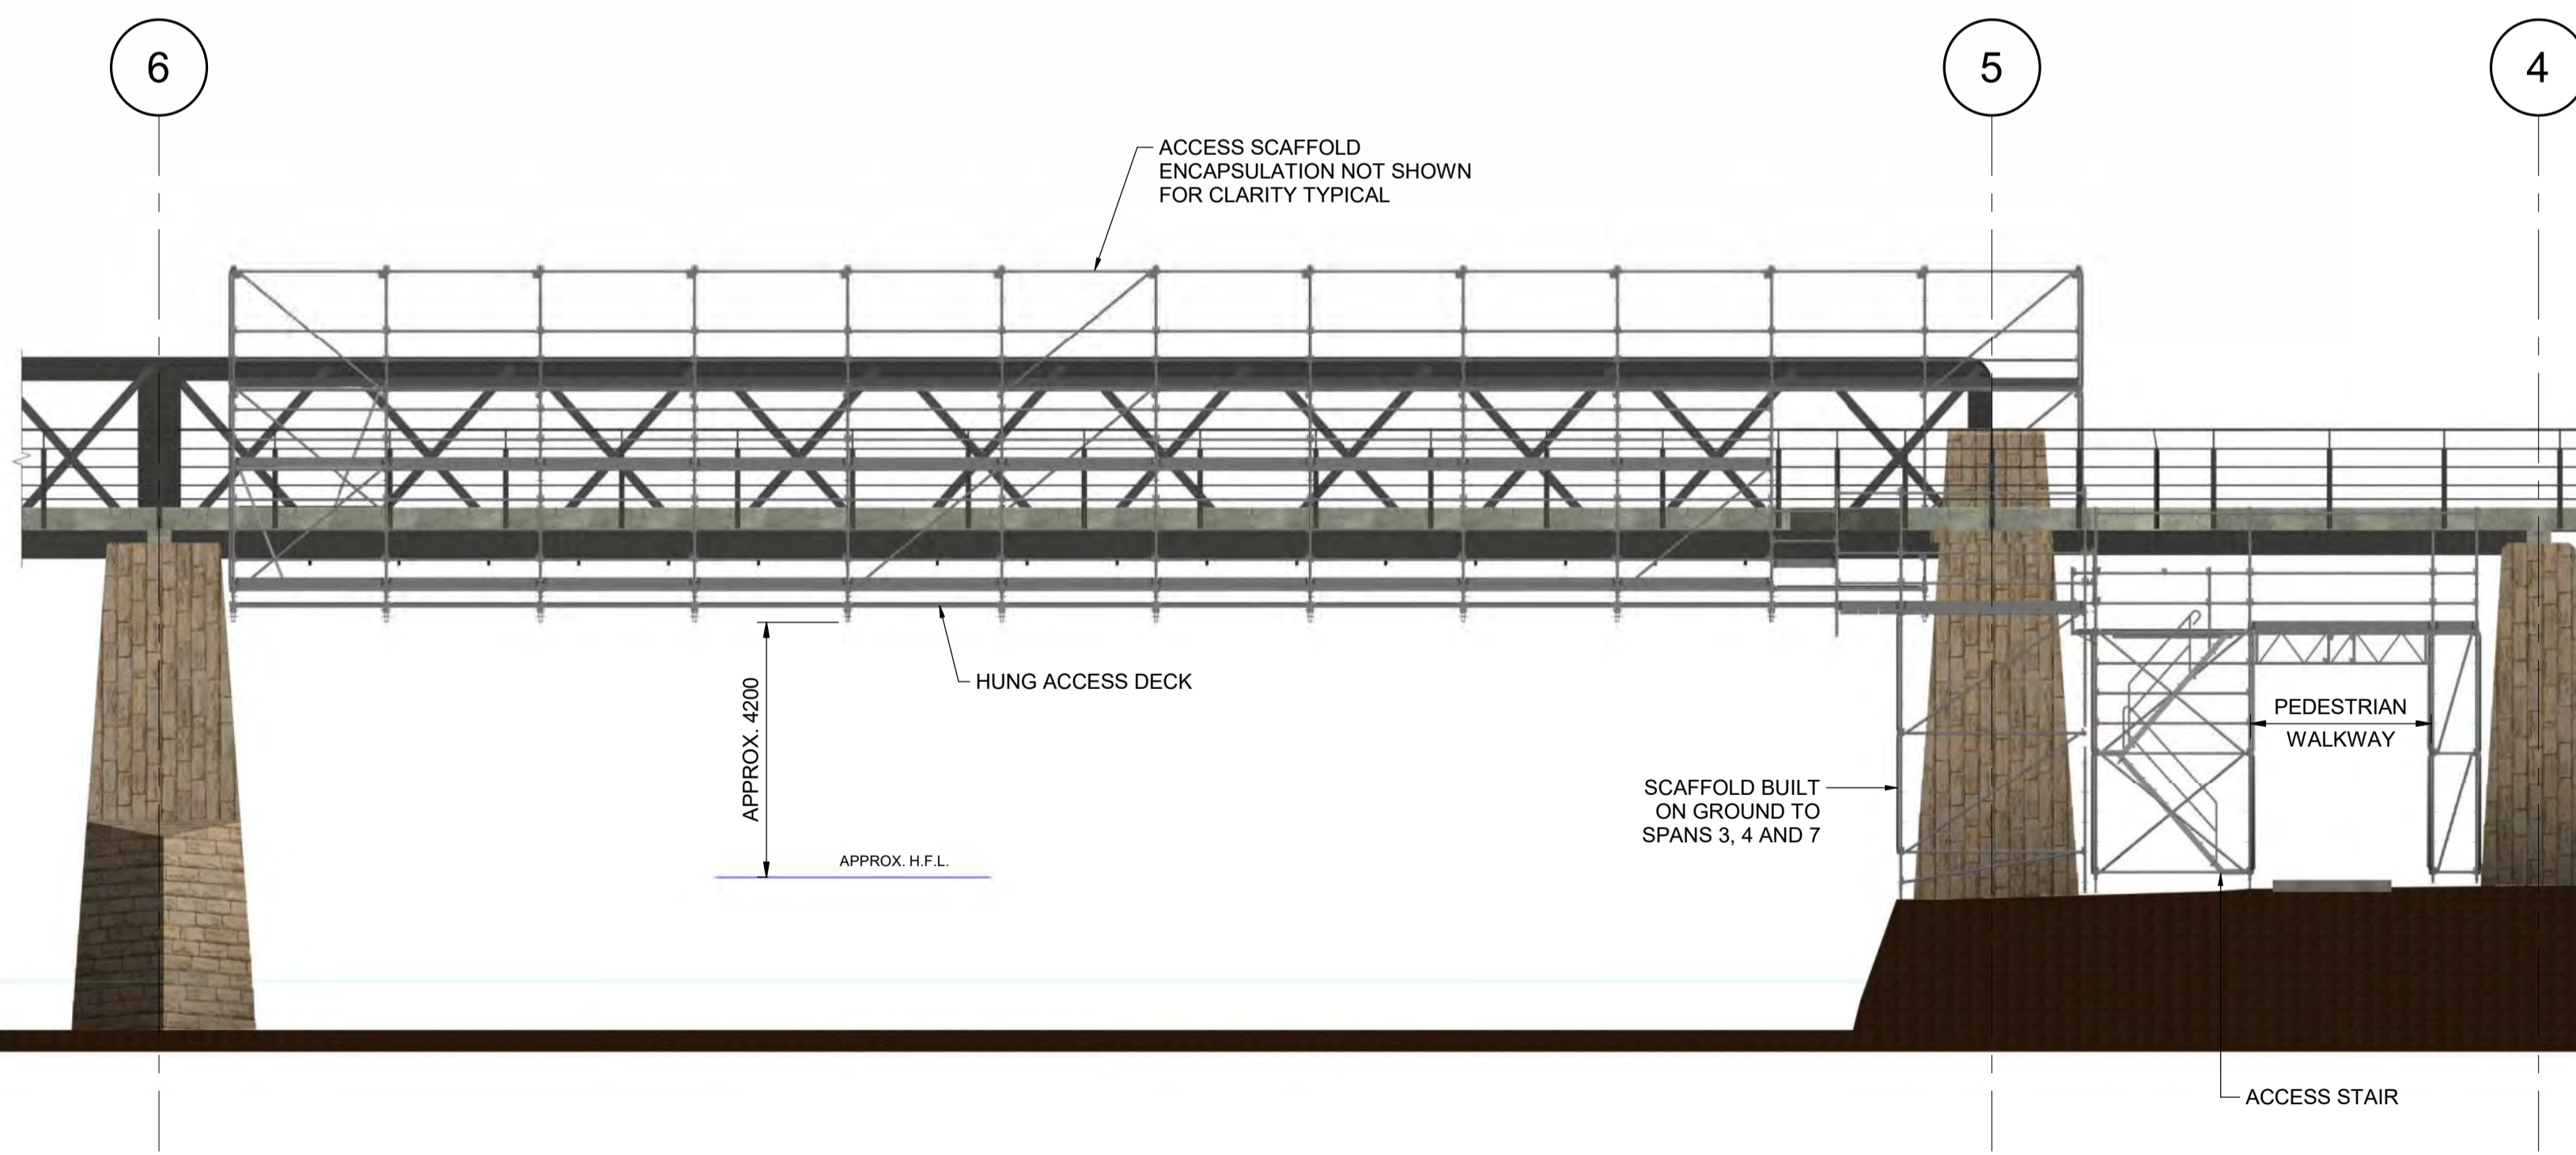 6
5
4
ACCESS SCAFFOLD
ENCAPSULATION NOT SHOWN
FOR CLARITY TYPICAL
HUNG ACCESS DECK
APPROX. 4200
PEDESTRIAN
WALKWAY
SCAFFOLD BUILT
ON GROUND TO
SPANS 3, 4 AND 7
APPROX. H.F.L.
ACCESS STAIR